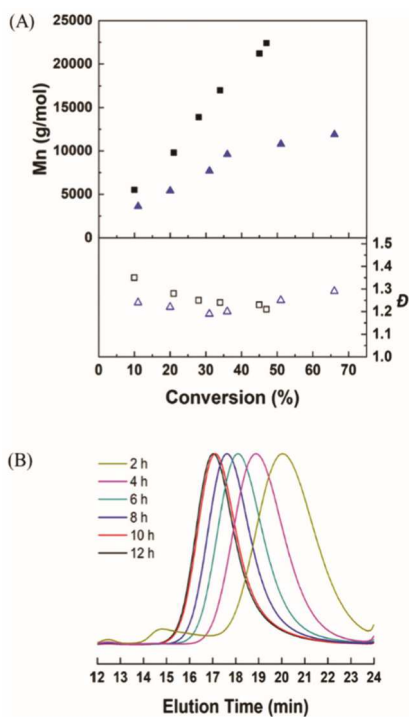 (A)
25000
20000
15000
10000
5000
0
Mn (g/mol)
1.5
1.4
1.3
1.2
1.1
1.0
Đ
0 10 20 30 40 50 60 70
Conversion (%)
(B)
2 h
4 h
6 h
8 h
10 h
12 h
12 13 14 15 16 17 18 19 20 21 22 23 24
Elution Time (min)